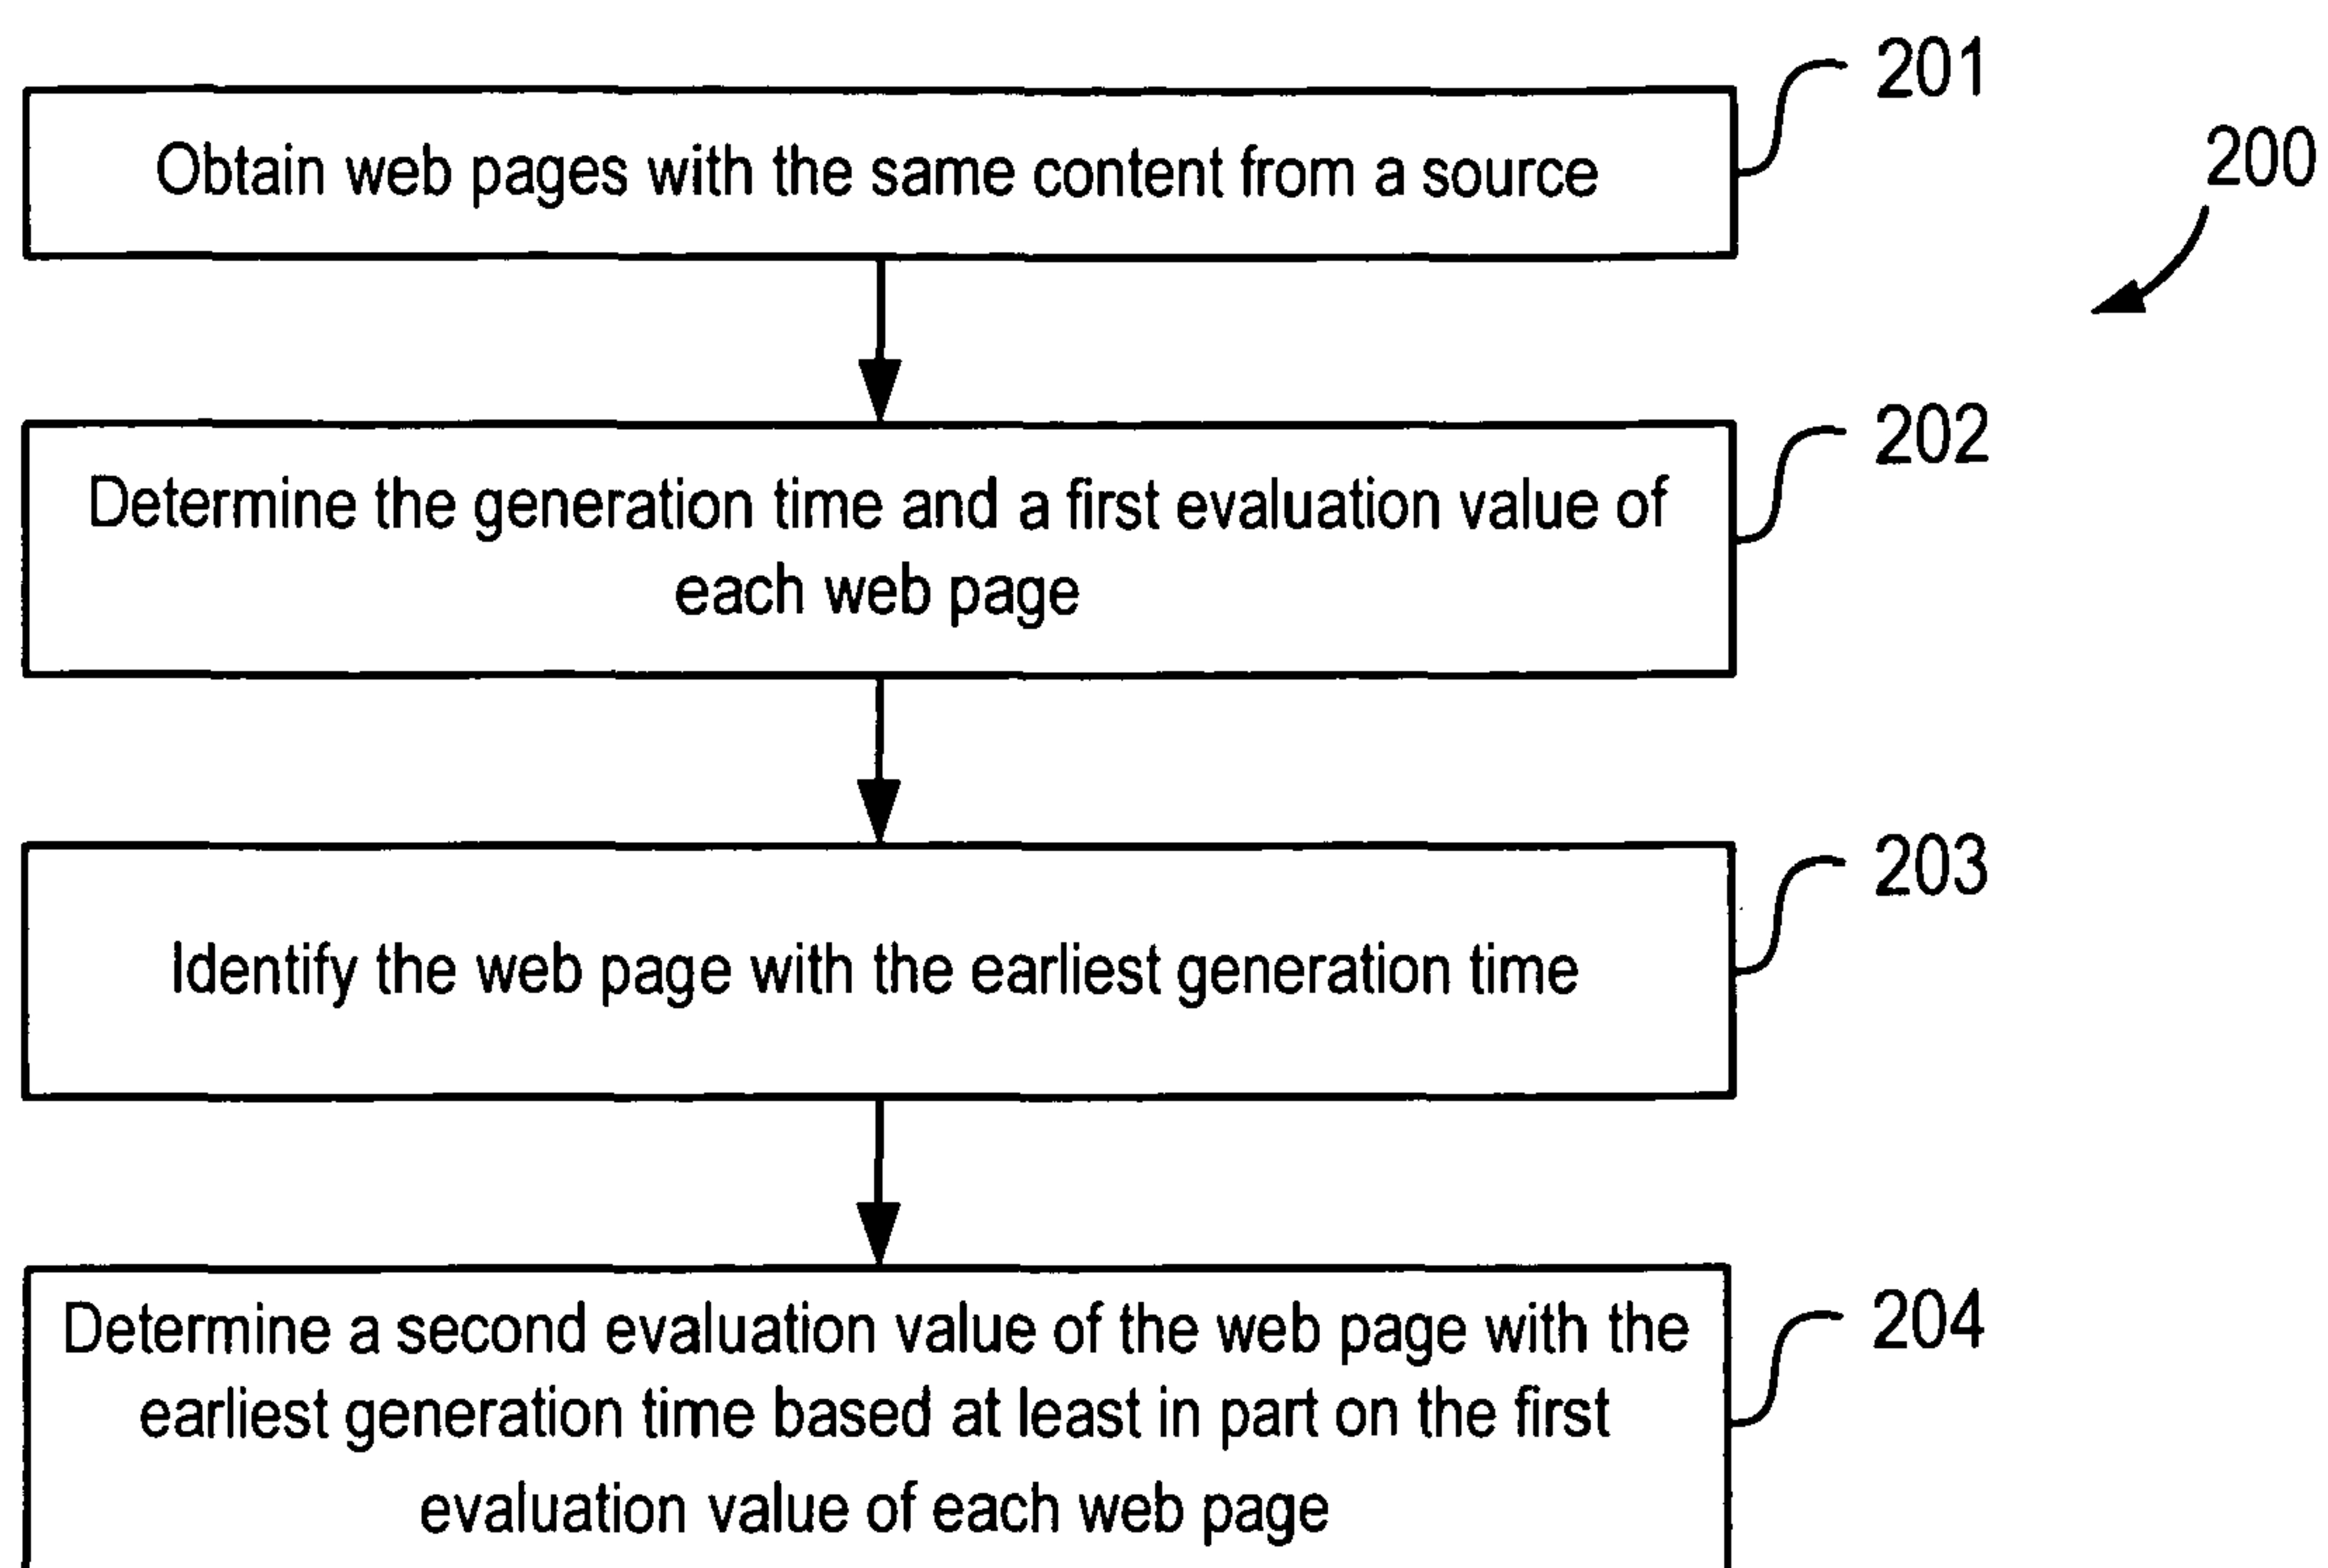 201
Obtain web pages with the same content from a source
200
202
Determine the generation time and a first evaluation value of
each web page
203
Identify the web page with the earliest generation time
204
Determine a second evaluation value of the web page with the
earliest generation time based at least in part on the first
evaluation value of each web page